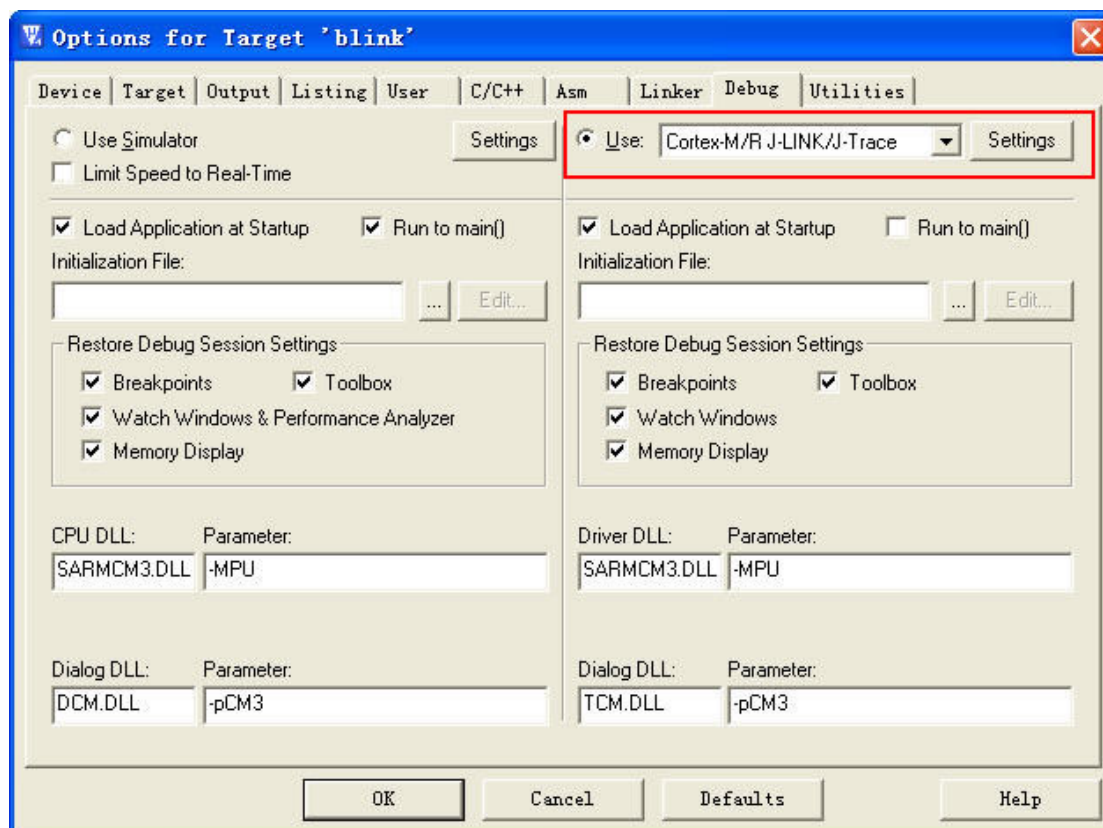 Options for Target 'blink'
Device Target Output Listing User C/C++ Asm Linker Debug Utilities
Use Simulator Settings Use: Cortex-M/R J-LINK/J-Trace Settings
Limit Speed to Real-Time
Load Application at Startup Run to main() Load Application at Startup Run to main()
Initialization File: Initialization File:
... Edit... ... Edit...
Restore Debug Session Settings Restore Debug Session Settings
Breakpoints Toolbox Breakpoints Toolbox
Watch Windows & Performance Analyzer Watch Windows
Memory Display Memory Display
CPU DLL: Parameter: Driver DLL: Parameter:
SARMCM3.DLL -MPU SARMCM3.DLL -MPU
Dialog DLL: Parameter: Dialog DLL: Parameter:
DCM.DLL -pCM3 TCM.DLL -pCM3
OK Cancel Defaults Help